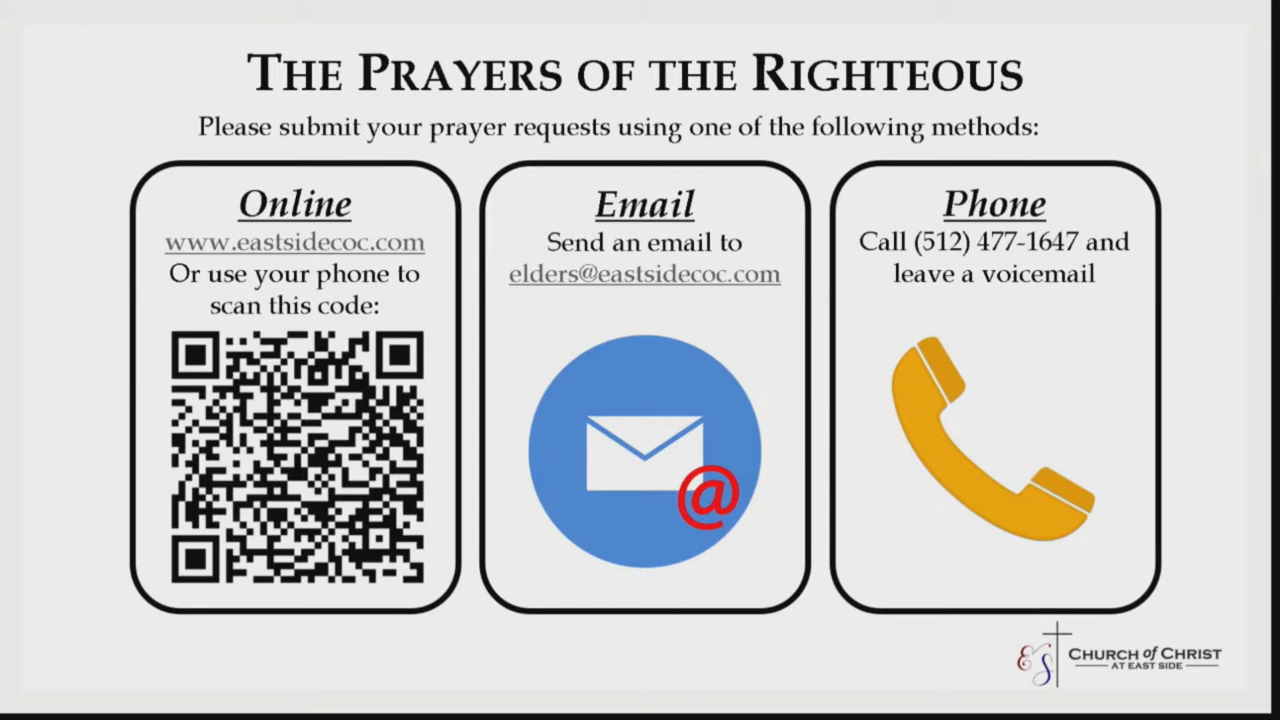 THE PRAYERS OF THE RIGHTEOUS
Please submit your prayer requests using one of the following methods:
Online
www.eastsidecoc.com
Or use your phone to
scan this code:
Email
Send an email to
elders@eastsidecoc.com
@
Phone
Call (512) 477-1647 and
leave a voicemail
ES
CHURCH of CHRIST
AT EAST SIDE